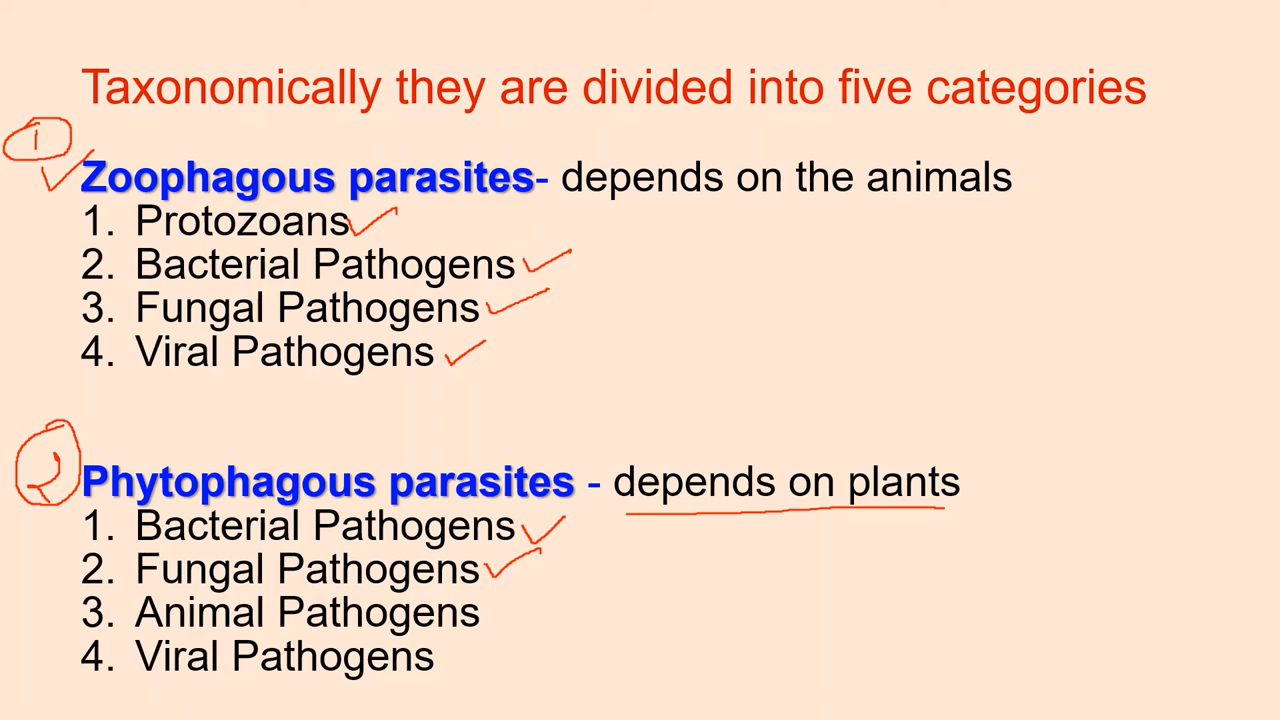 Taxonomically they are divided into five categories
1
Zoophagous parasites- depends on the animals
1. Protozoans
2. Bacterial Pathogens
3. Fungal Pathogens
4. Viral Pathogens
2
Phytophagous parasites - depends on plants
1. Bacterial Pathogens
2. Fungal Pathogens
3. Animal Pathogens
4. Viral Pathogens